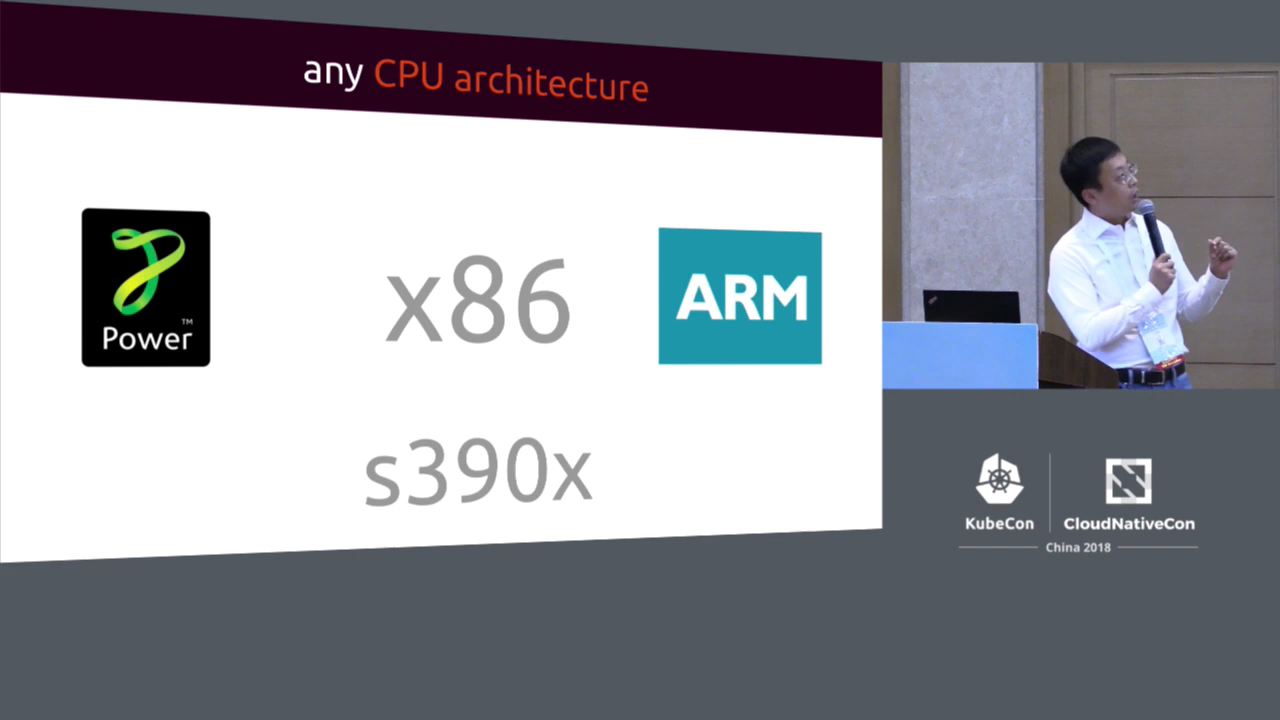 any CPU architecture
Power™
x86
ARM
s390x
KubeCon
CloudNativeCon
China 2018